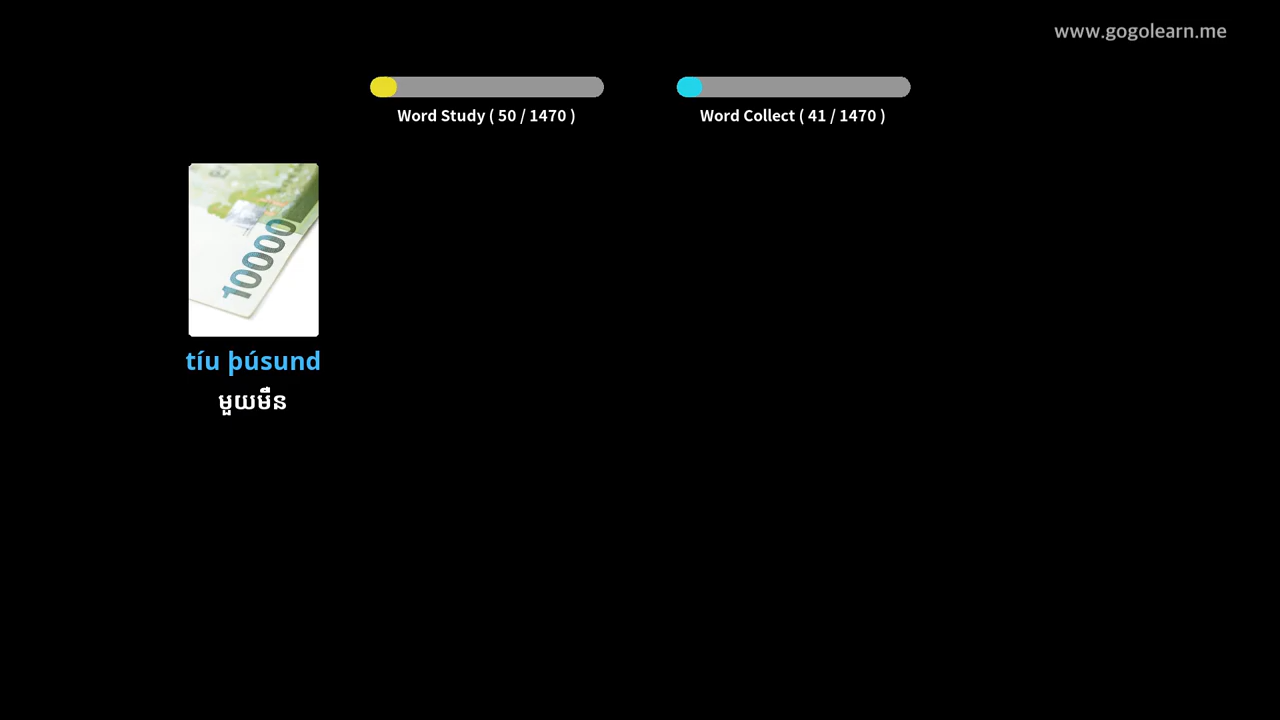 www.gogolearn.me
Word Study ( 50 / 1470 )
Word Collect ( 41 / 1470 )
10000
tíu þúsund
មួយម៉ឺន